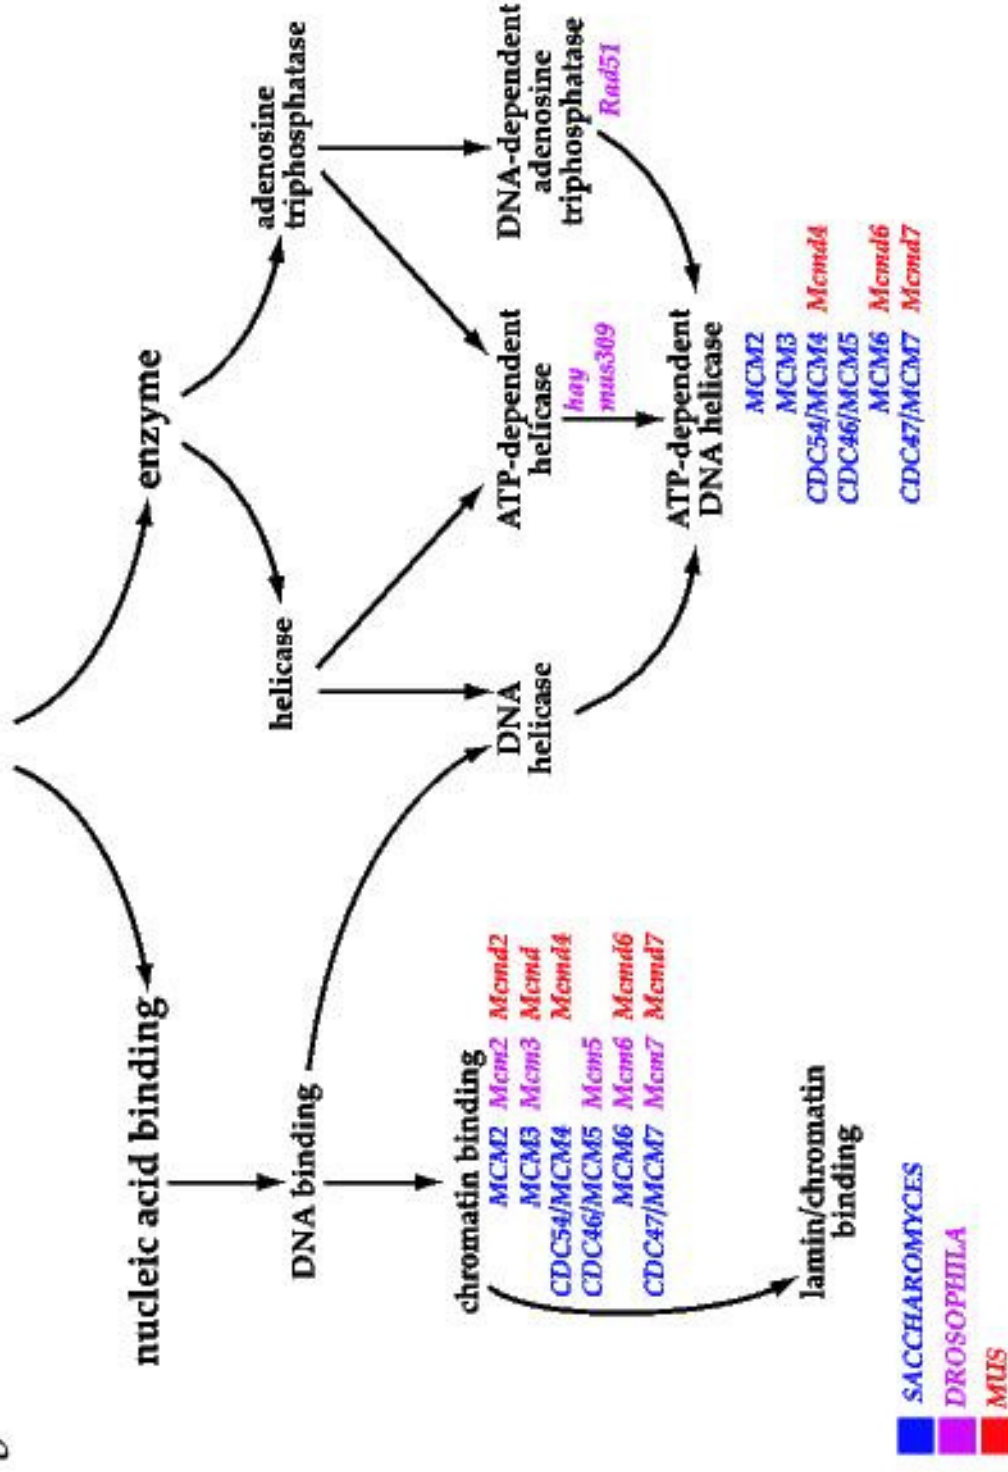 nucleic acid binding
enzyme
DNA binding
helicase
adenosine
triphosphatase
chromatin binding
MCM2 Mcm2 Mcmd2
MCM3 Mcm3 Mcmd
CDC54/MCM4 Mcmd4
CDC46/MCM5 Mcm5
MCM6 Mcm6 Mcmd6
CDC47/MCM7 Mcm7 Mcmd7
DNA
helicase
ATP-dependent
helicase
hay
mus309
DNA-dependent
adenosine
triphosphatase
Rad51
ATP-dependent
DNA helicase
MCM2
MCM3
CDC54/MCM4 Mcmd4
CDC46/MCM5
MCM6 Mcmd6
CDC47/MCM7 Mcmd7
lamin/chromatin
binding
SACCHAROMYCES
DROSOPHILA
MUS